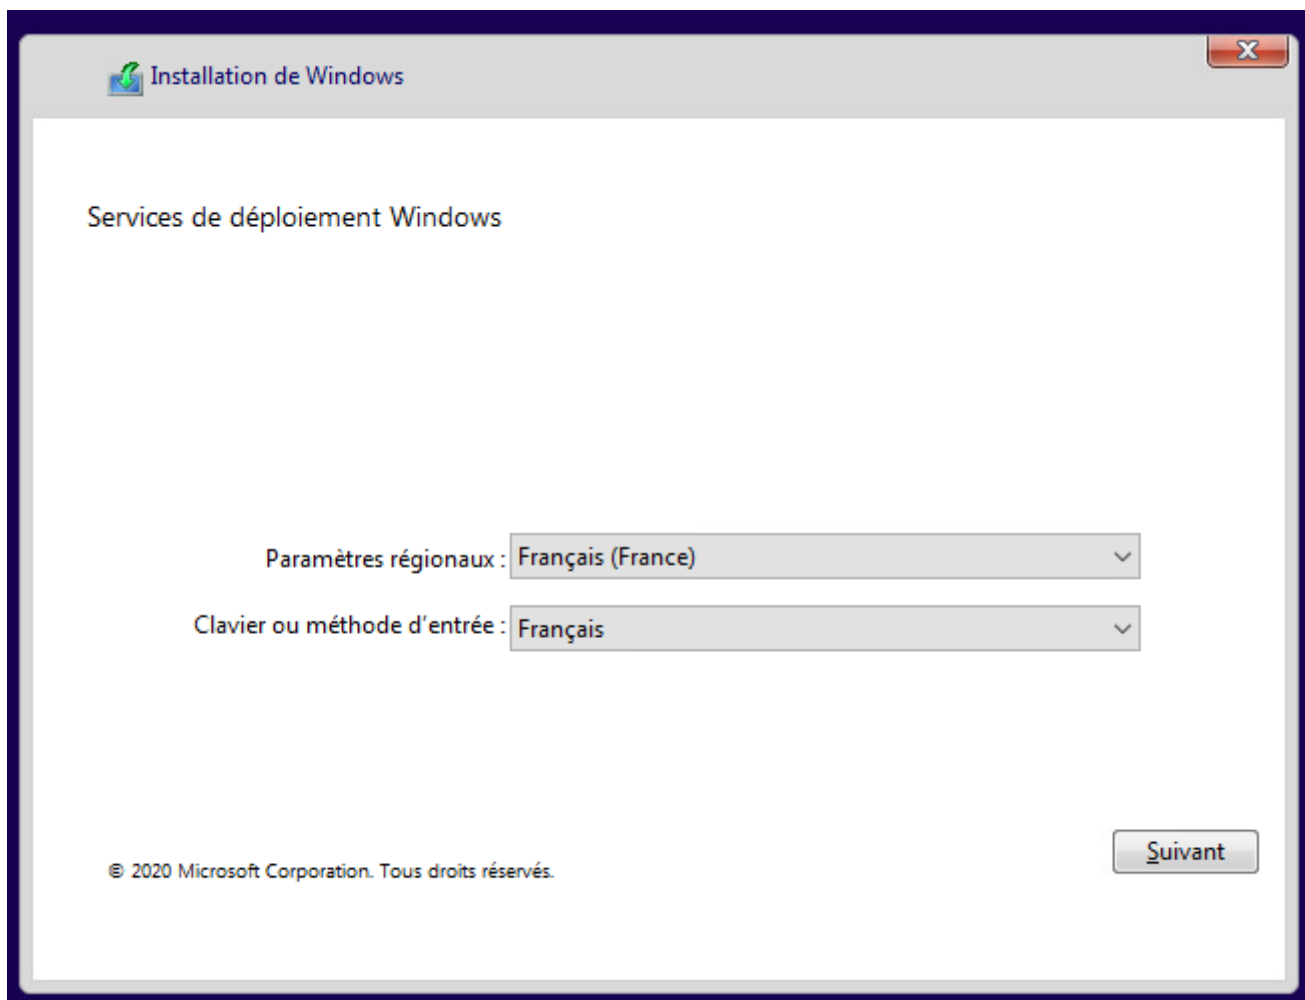 Installation de Windows
Services de déploiement Windows
Paramètres régionaux : Français (France)
Clavier ou méthode d'entrée : Français
Suivant
© 2020 Microsoft Corporation. Tous droits réservés.